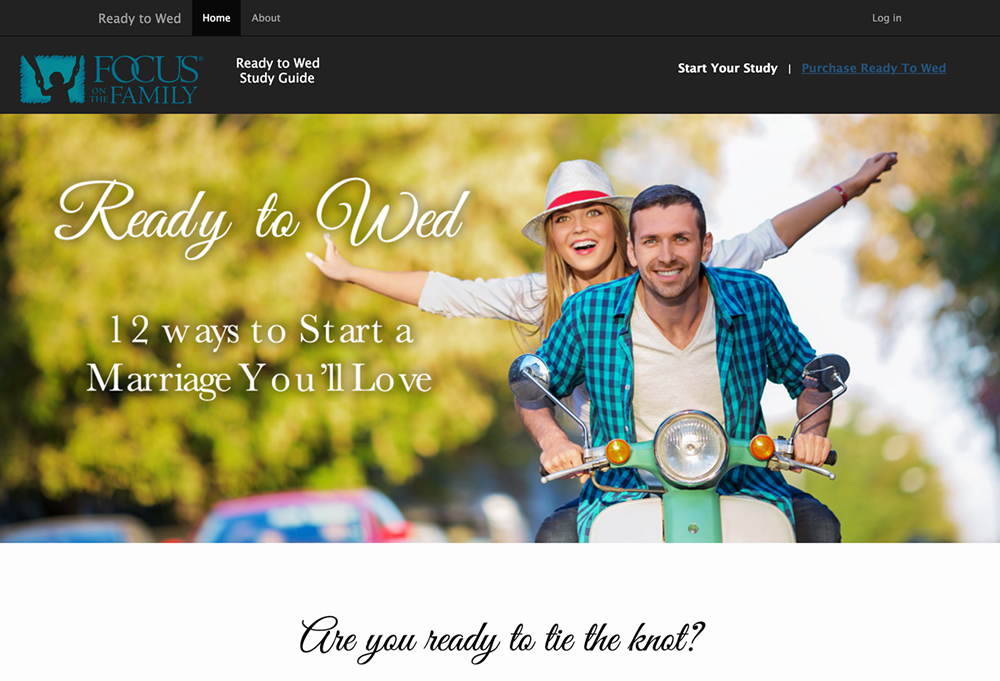 Ready to Wed Home About Log in
FOCUS
ON THE FAMILY®
Ready to Wed
Study Guide
Start Your Study | Purchase Ready To Wed
Ready to Wed
12 ways to Start a
Marriage You'll Love
Are you ready to tie the knot?